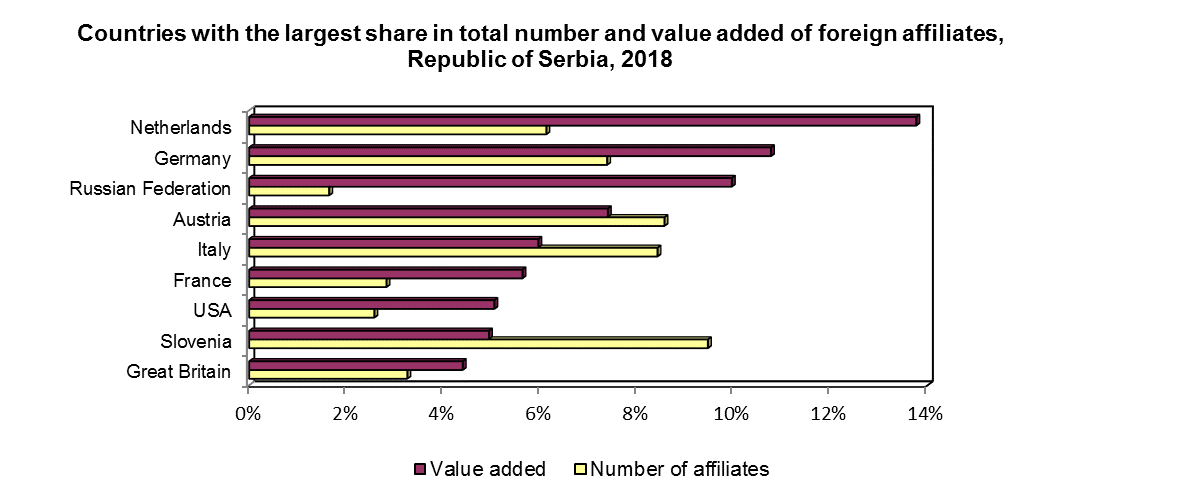 Countries with the largest share in total number and value added of foreign affiliates,
Republic of Serbia, 2018
Netherlands
Germany
Russian Federation
Austria
Italy
France
USA
Slovenia
Great Britain
0% 2% 4% 6% 8% 10% 12% 14%
Value added Number of affiliates